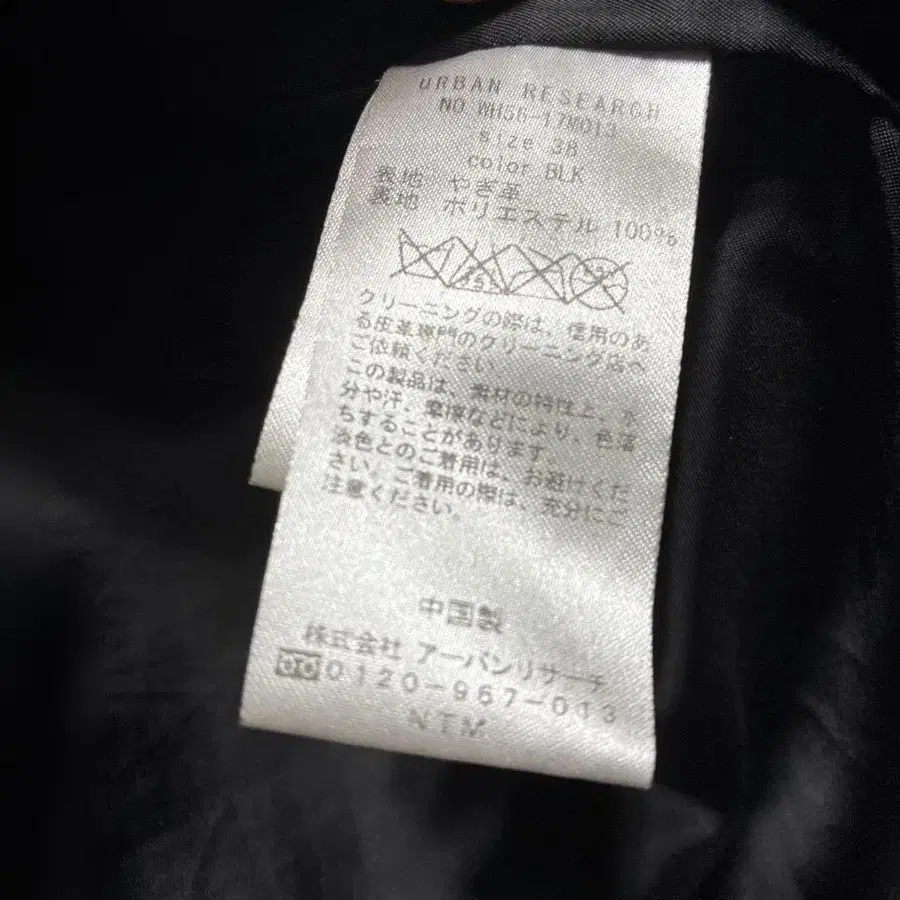 uRBAN RESEARCH
NO.WH56-17M013
size 38
color BLK
表地 やぎ革
裏地 ポリエステル 100%
クリーニングの際は、信用のあ
る皮革専門のクリーニング店へ
ご依頼ください
この製品は、素材の特性上、水
分や汗、摩擦などにより、色落
ちすることがあります。
淡色とのご着用は、お避けくだ
さい。ご着用の際は、充分にご
注意ください。
中国製
株式会社 アーバンリサーチ
0120-967-013
NTM